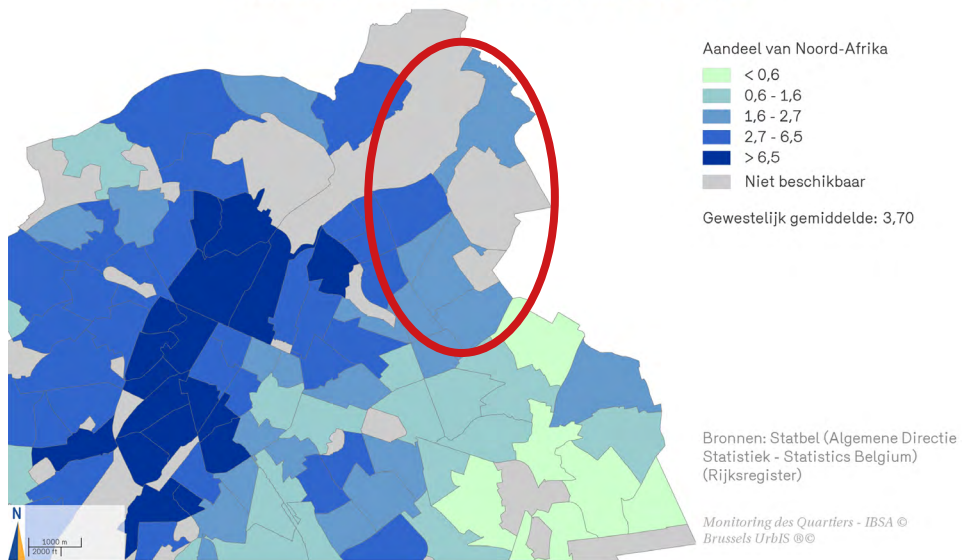 Aandeel van Noord-Afrika
< 0,6
0,6 - 1,6
1,6 - 2,7
2,7 - 6,5
> 6,5
Niet beschikbaar
Gewestelijk gemiddelde: 3,70
Bronnen: Statbel (Algemene Directie
Statistiek - Statistics Belgium)
(Rijksregister)
Monitoring des Quartiers - IBSA ©
Brussels UrbIS ®©
N
1000 m
2000 ft